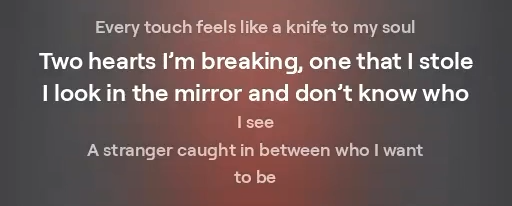 Every touch feels like a knife to my soul
Two hearts I’m breaking, one that I stole
I look in the mirror and don’t know who
I see
A stranger caught in between who I want
to be